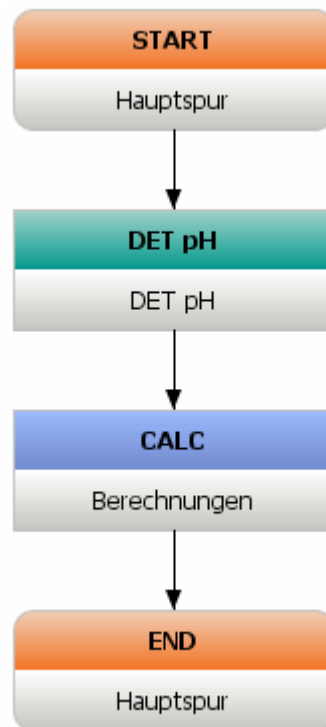 START
Hauptspur
DET pH
DET pH
CALC
Berechnungen
END
Hauptspur